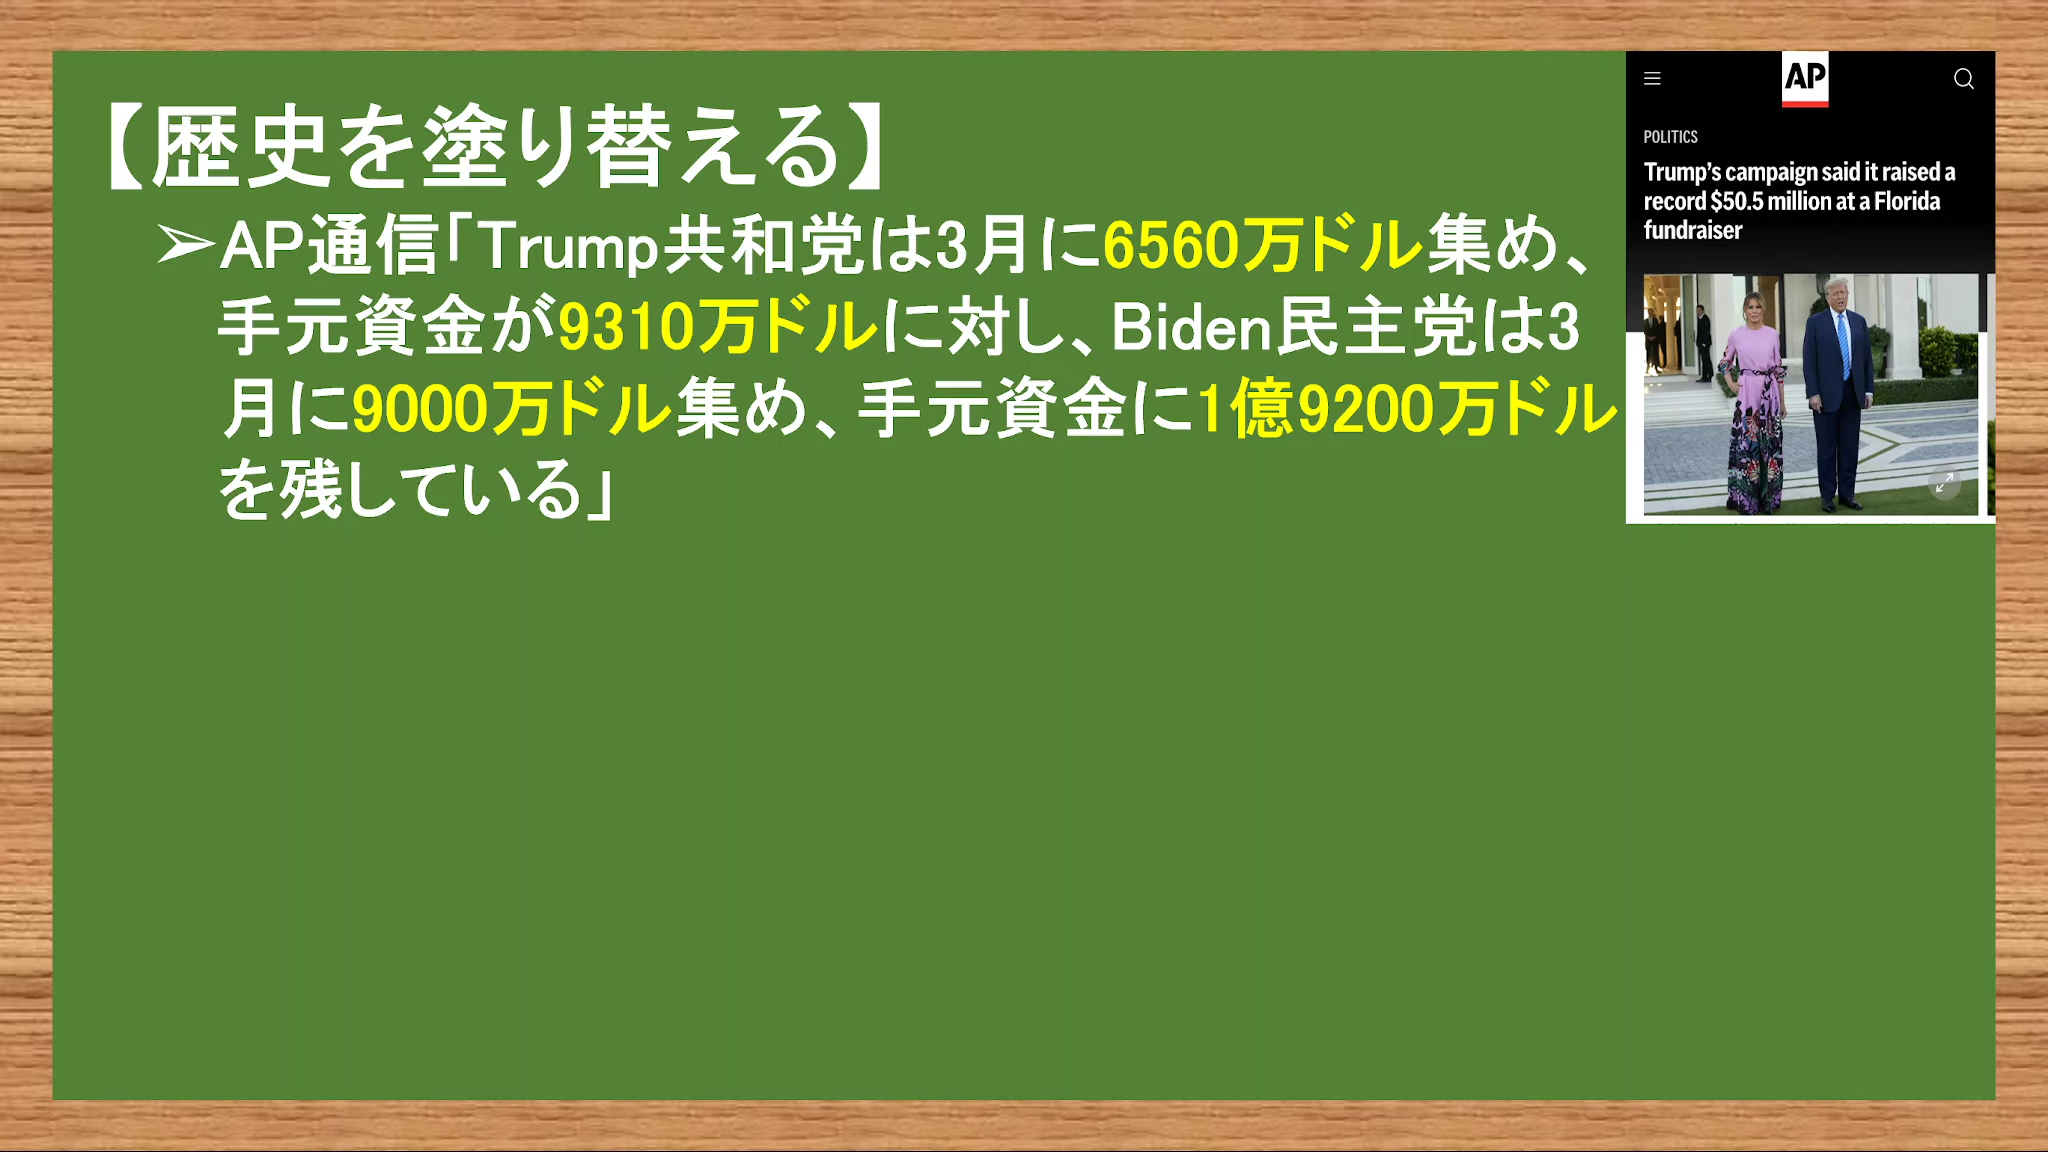 【歴史を塗り替える】
➢AP通信「Trump共和党は3月に6560万ドル集め、
手元資金が9310万ドルに対し、Biden民主党は3
月に9000万ドル集め、手元資金に1億9200万ドル
を残している」
AP
POLITICS
Trump's campaign said it raised a
record $50.5 million at a Florida
fundraiser